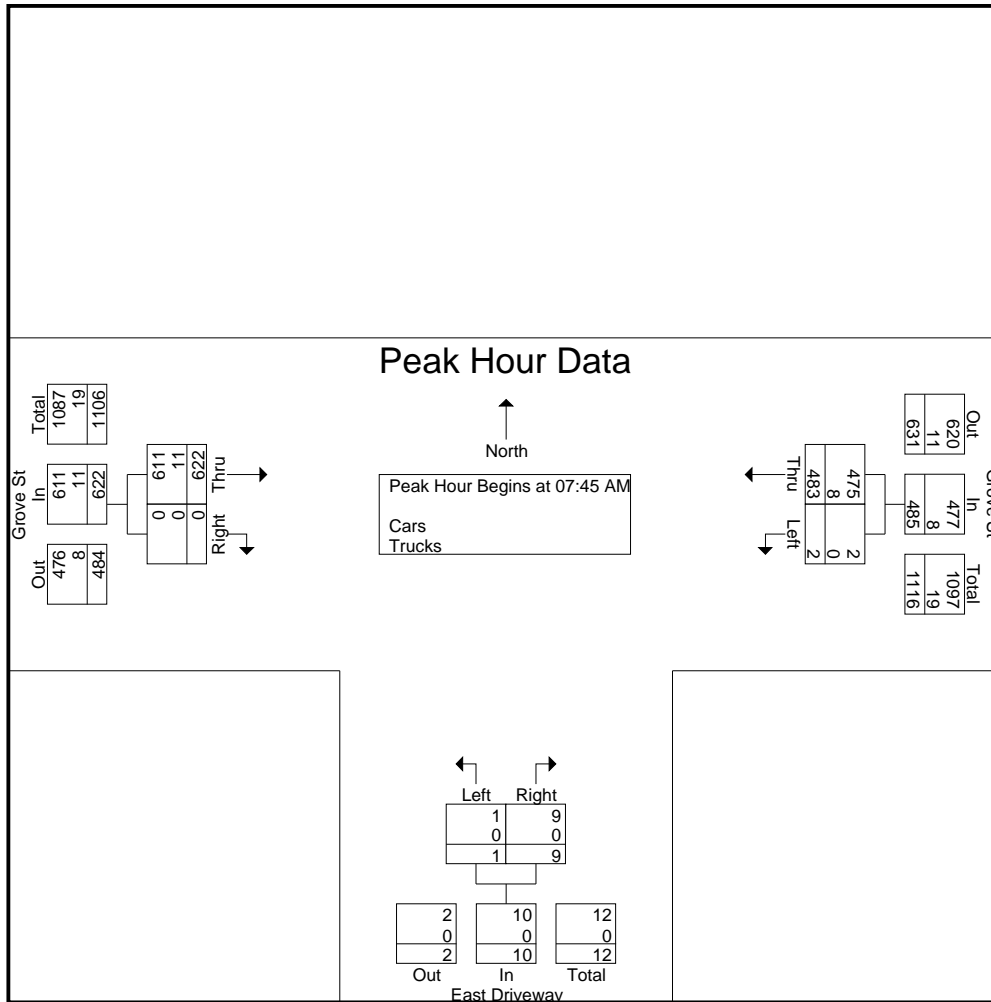 Peak Hour Data
North
Peak Hour Begins at 07:45 AM
Cars
Trucks
Grove St
Total
1087
19
1106
In
611
11
622
Out
476
8
484
Thru
611
11
622
Right
0
0
0
Out
620
11
631
In
477
8
485
Total
1097
19
1116
Thru
475
8
483
Left
2
0
2
Left Right
1 9
0 0
1 9
2 10 12
0 0 0
2 10 12
Out In Total
East Driveway